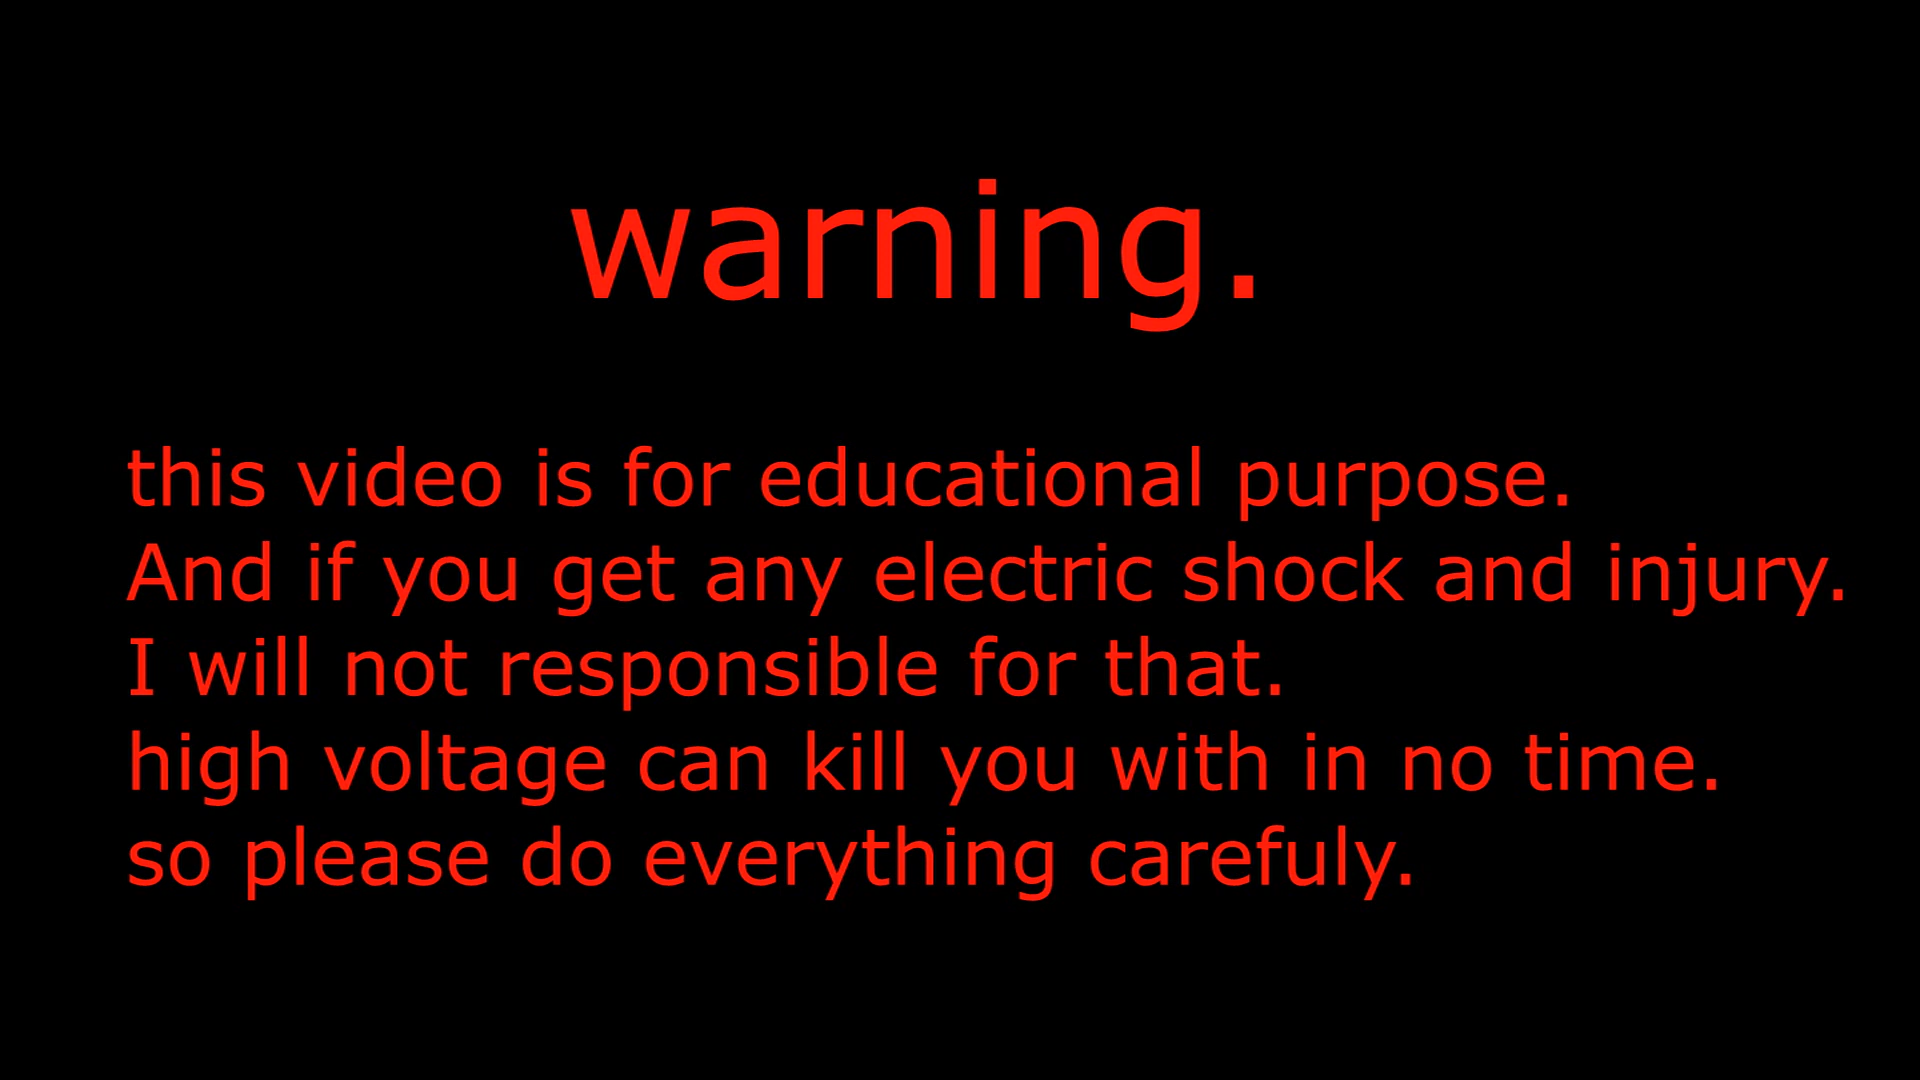 warning.
this video is for educational purpose.
And if you get any electric shock and injury.
I will not responsible for that.
high voltage can kill you with in no time.
so please do everything carefuly.